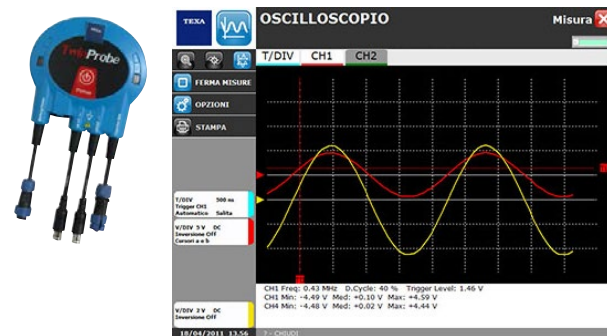 TEXA
TwinProbe
TEXA
OSCILLOSCOPIO
Misura
T/DIV CH1 CH2
FERMA MISURE
OPZIONI
STAMPA
T/DIV 500 ns
Trigger CH1
Automatico Salita
V/DIV 3 V DC
Inversione Off
Cursori a e b
V/DIV 2 V DC
Inversione Off
CH1 Freq: 0.43 MHz D.Cycle: 40 % Trigger Level: 1.46 V
CH1 Min: -4.49 V Med: +0.10 V Max: +4.59 V
CH4 Min: -4.48 V Med: +0.02 V Max: +4.44 V
18/04/2011 13.56
? - CHIUDI